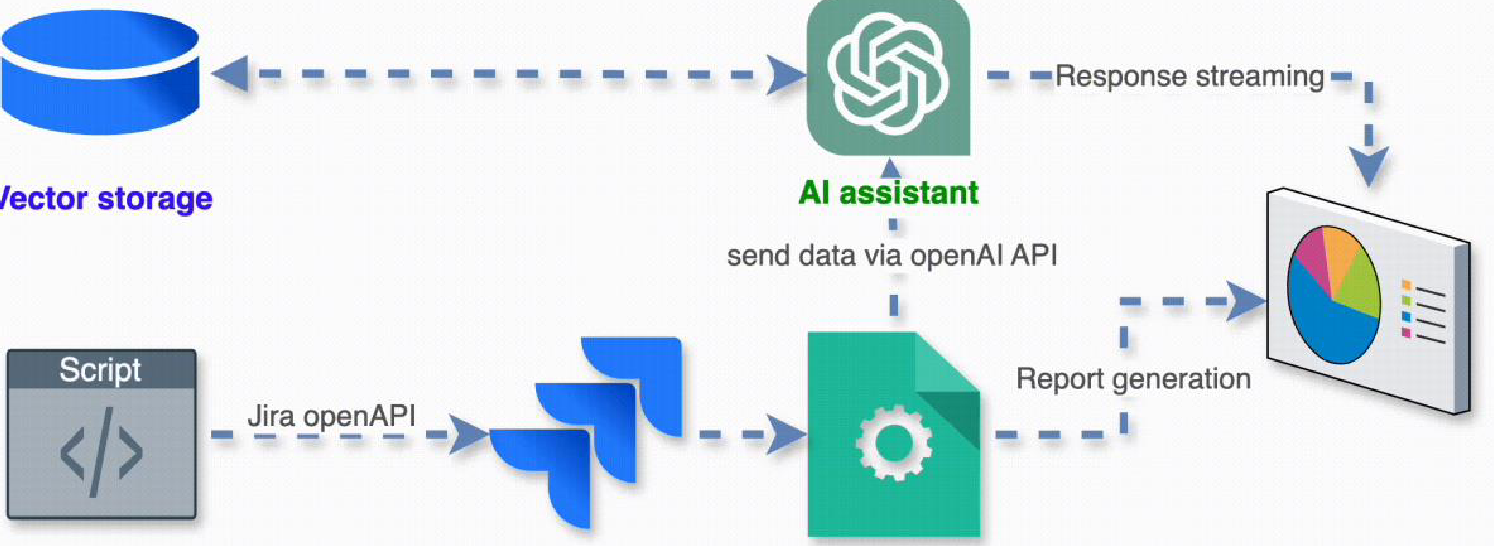 Response streaming
Vector storage
AI assistant
send data via openAI API
Script
Jira openAPI
Report generation